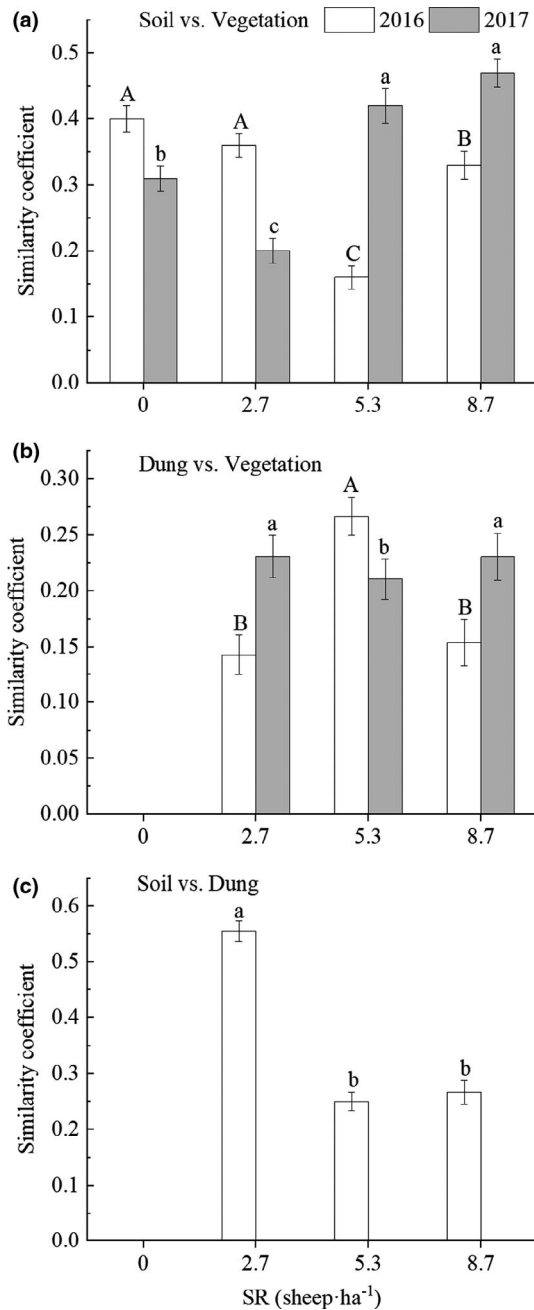 (a) Soil vs. Vegetation 2016 2017
0.5
0.4
0.3
0.2
0.1
0.0
Similarity coefficient
A b A c C a B a
0 2.7 5.3 8.7
(b) Dung vs. Vegetation
0.30
0.25
0.20
0.15
0.10
0.05
0.00
Similarity coefficient
B a A b B a
0 2.7 5.3 8.7
(c) Soil vs. Dung
0.6
0.5
0.4
0.3
0.2
0.1
0.0
Similarity coefficient
a b b
0 2.7 5.3 8.7
SR (sheep·ha⁻¹)